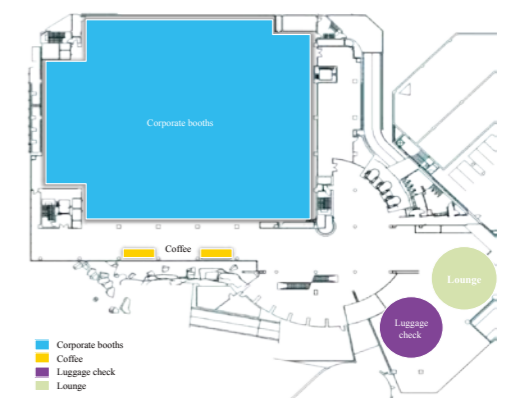 Corporate booths
Coffee
Lounge
Luggage
check
Corporate booths
Coffee
Luggage check
Lounge